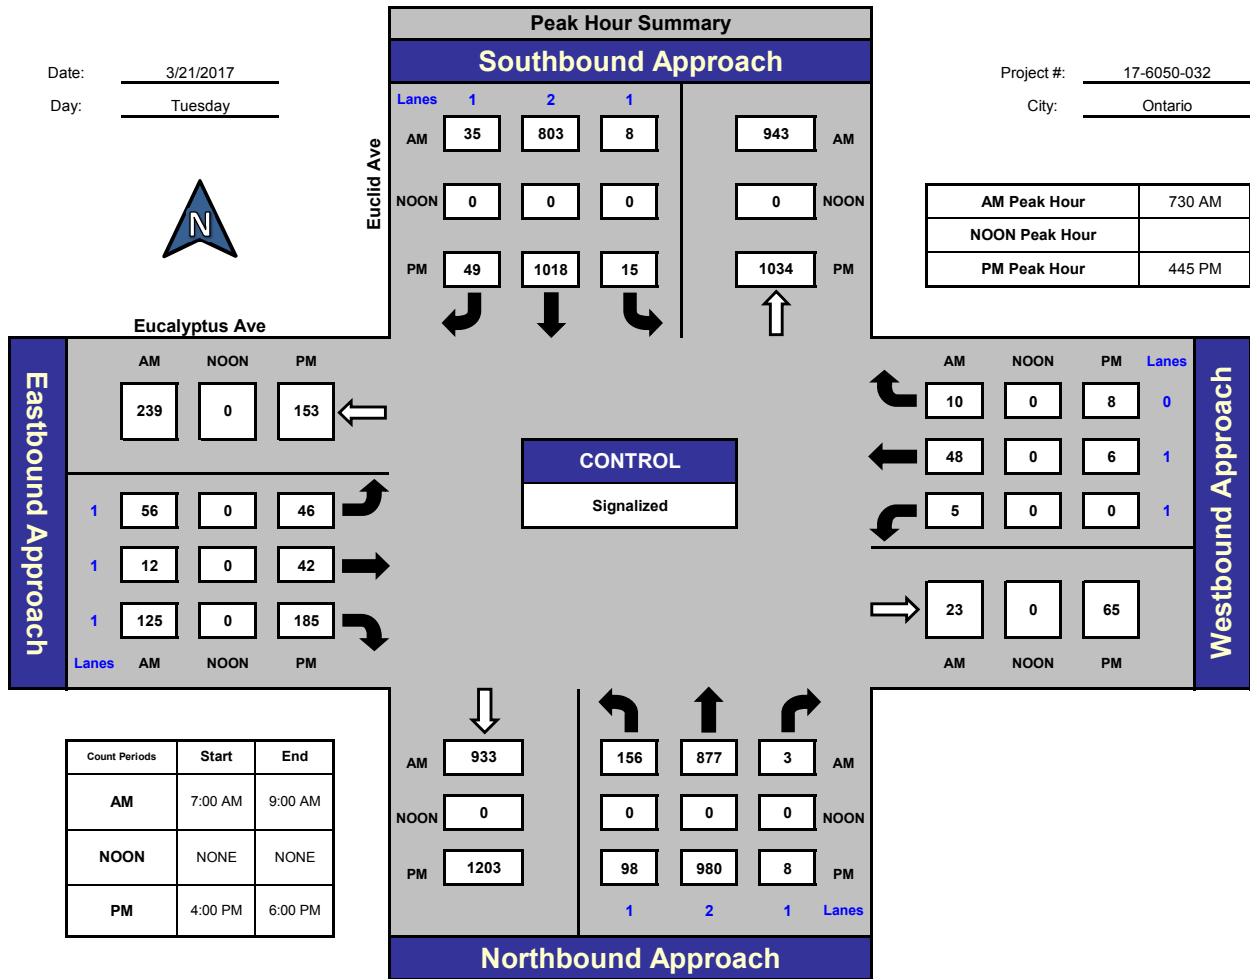 Peak Hour Summary
Southbound Approach
Date: 3/21/2017
Project #: 17-6050-032
Day: Tuesday
City: Ontario
Lanes 1 2 1
AM 35 803 8 943 AM
NOON 0 0 0 0 NOON
PM 49 1018 15 1034 PM
Euclid Ave
N
AM Peak Hour 730 AM
NOON Peak Hour
PM Peak Hour 445 PM
Eucalyptus Ave
Eastbound Approach
AM NOON PM
239 0 153
1 56 0 46
1 12 0 42
1 125 0 185
Lanes AM NOON PM
CONTROL
Signalized
AM NOON PM Lanes
10 0 8 0
48 0 6 1
5 0 0 1
23 0 65
AM NOON PM
Westbound Approach
Count Periods Start End
AM 7:00 AM 9:00 AM
NOON NONE NONE
PM 4:00 PM 6:00 PM
AM 933 156 877 3 AM
NOON 0 0 0 0 NOON
PM 1203 98 980 8 PM
1 2 1 Lanes
Northbound Approach